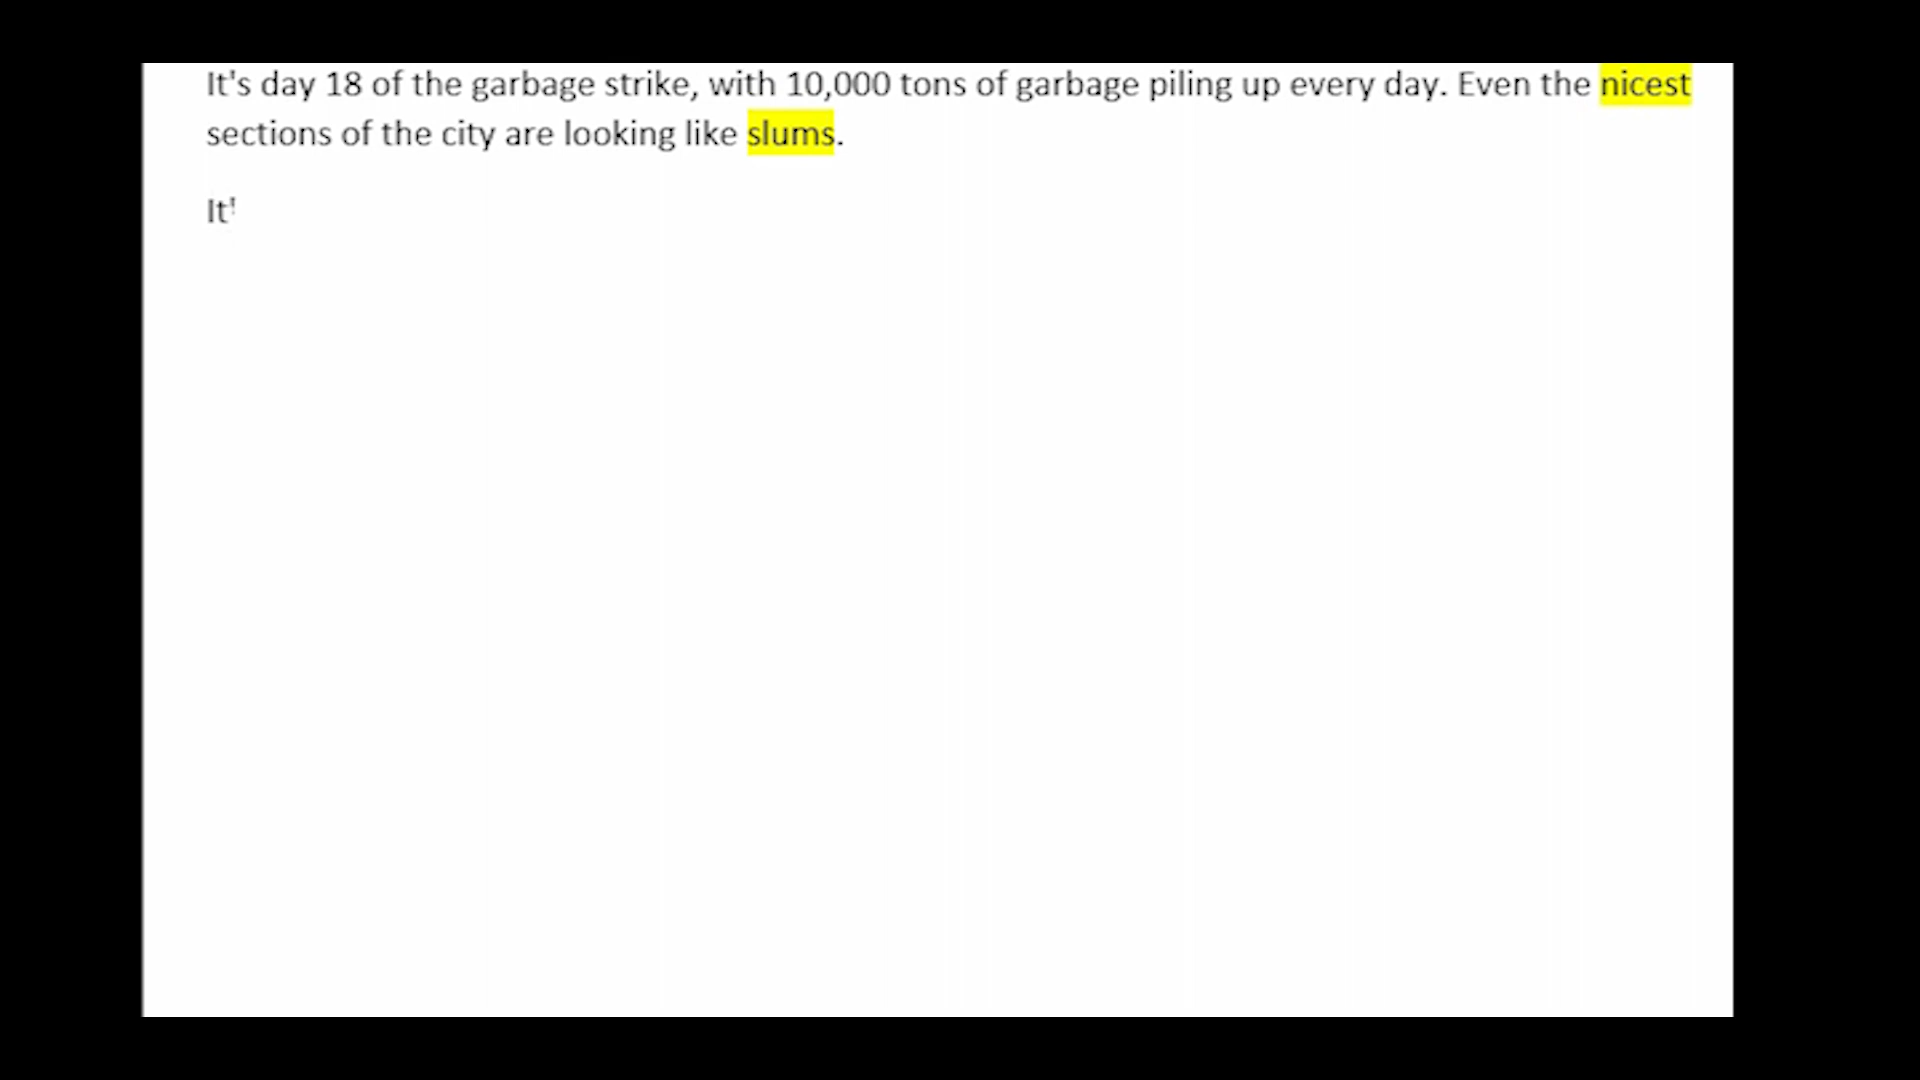 It's day 18 of the garbage strike, with 10,000 tons of garbage piling up every day. Even the nicest
sections of the city are looking like slums.
It'